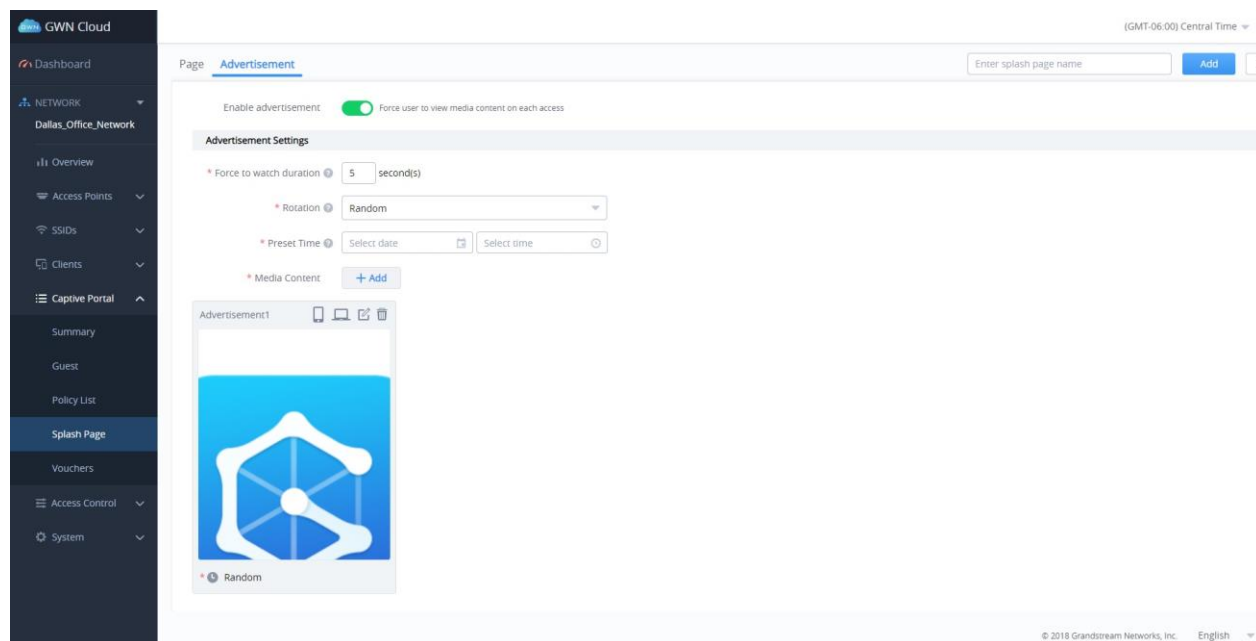 GWN Cloud
(GMT-06:00) Central Time
Dashboard
NETWORK
Dallas_Office_Network
Overview
Access Points
SSIDs
Clients
Captive Portal
Summary
Guest
Policy List
Splash Page
Vouchers
Access Control
System
Page Advertisement
Enter splash page name Add
Enable advertisement Force user to view media content on each access
Advertisement Settings
* Force to watch duration 5 second(s)
* Rotation Random
* Preset Time Select date Select time
* Media Content + Add
Advertisement1
* Random
© 2018 Grandstream Networks, Inc. English